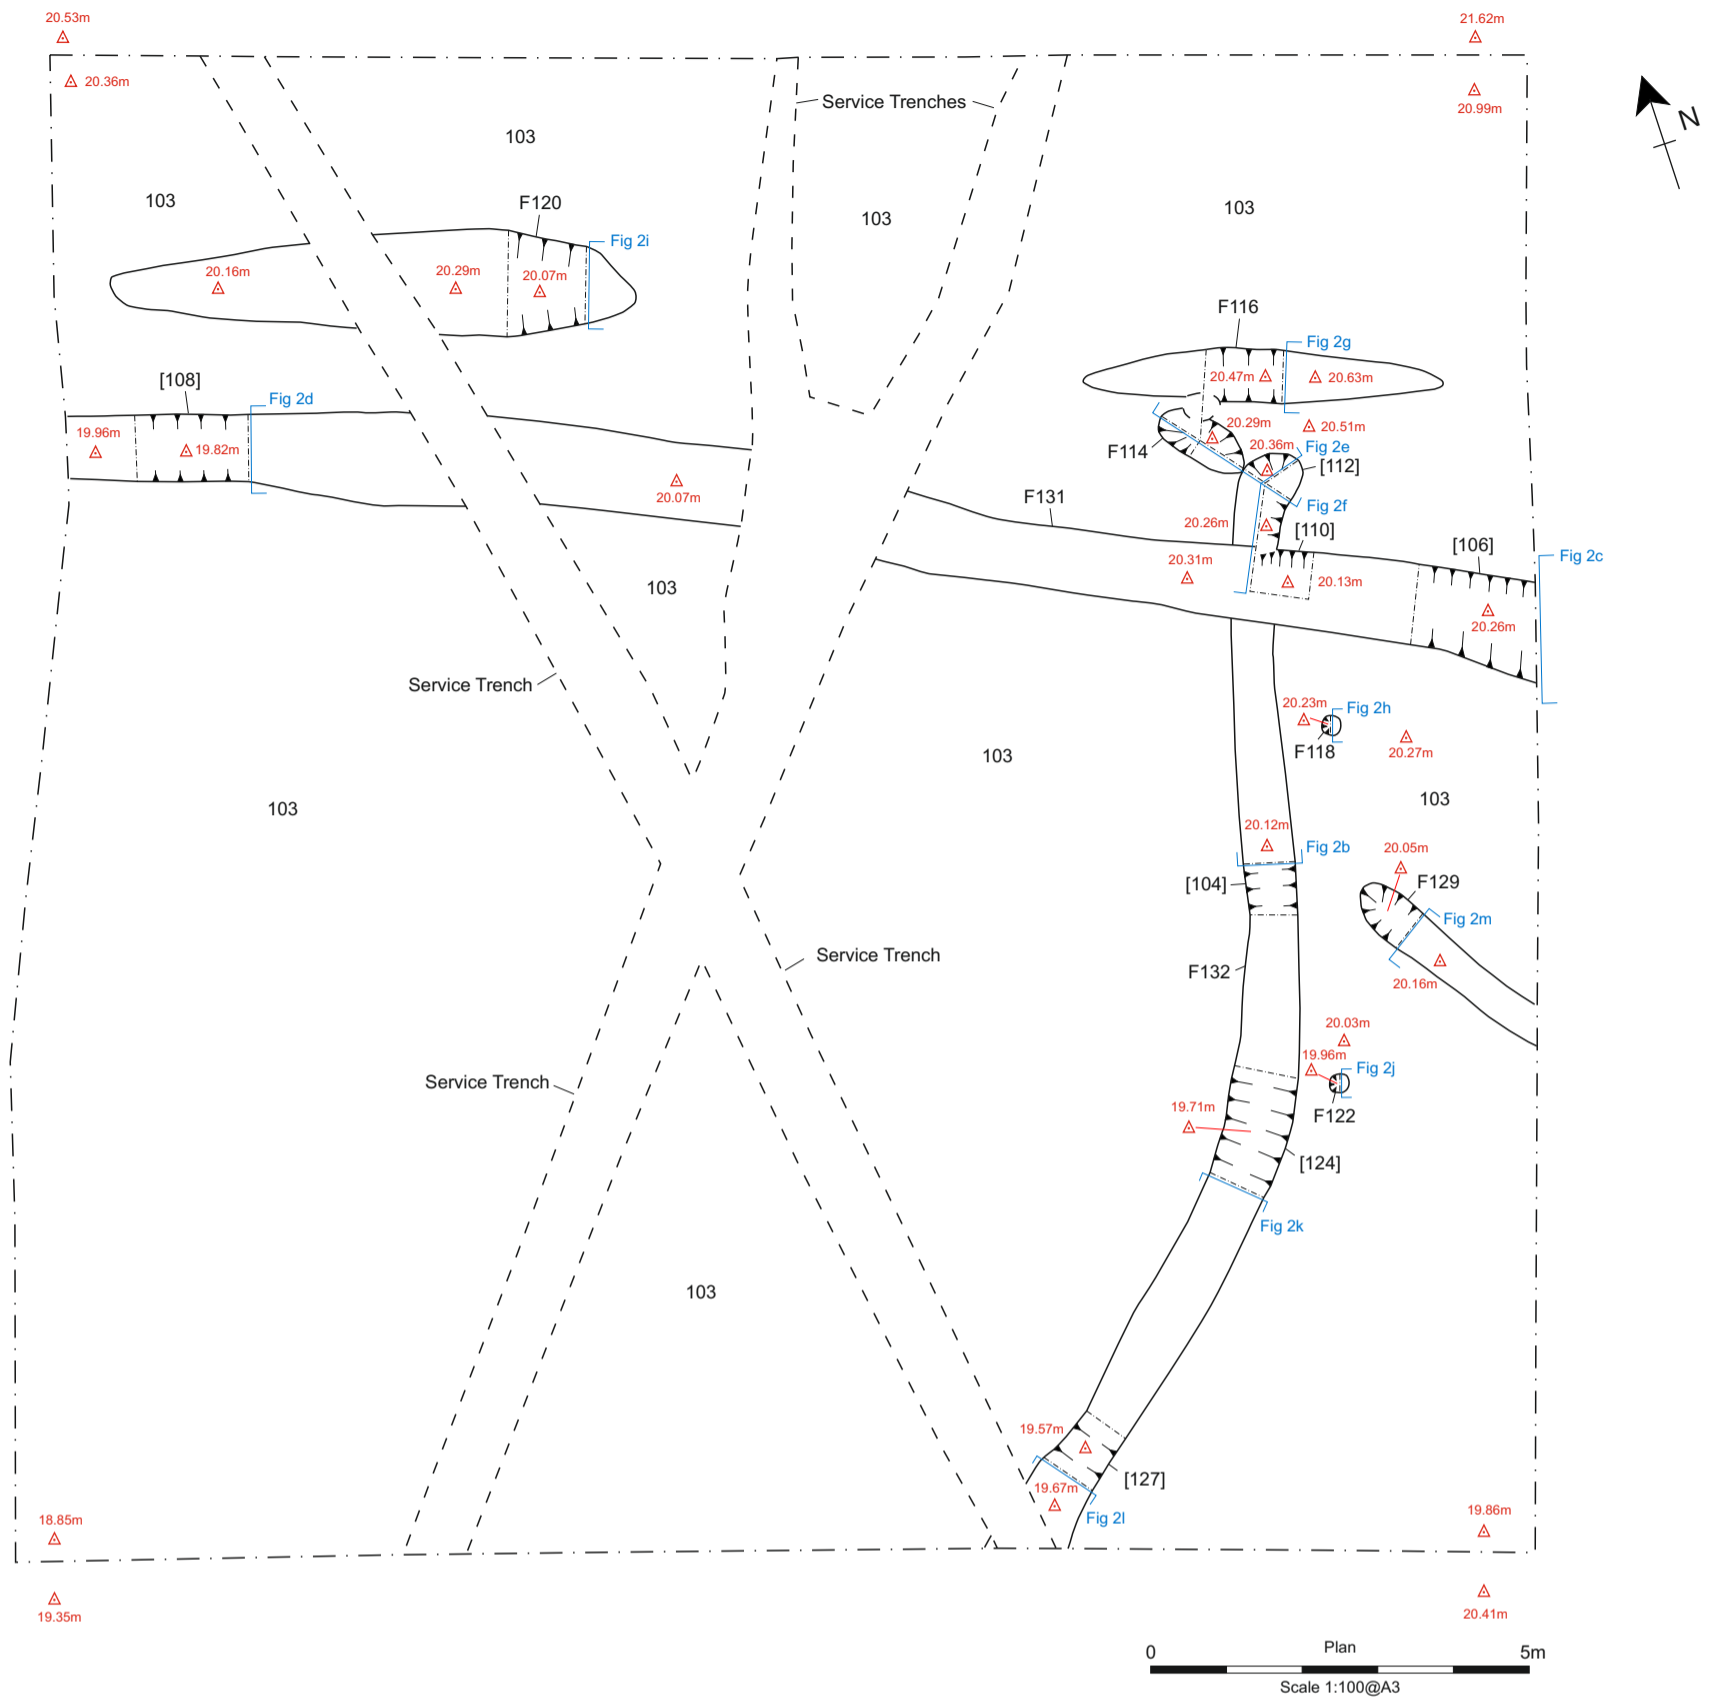 20.53m
21.62m
20.36m
20.99m
Service Trenches
N
103
103
103
103
F120
Fig 2i
20.16m
20.29m
20.07m
F116
Fig 2g
20.47m
20.63m
[108]
Fig 2d
19.96m
19.82m
20.29m
20.51m
F114
20.36m
Fig 2e
[112]
20.07m
F131
Fig 2f
20.26m
[110]
[106]
Fig 2c
20.31m
20.13m
103
20.26m
Service Trench
20.23m
Fig 2h
F118
20.27m
103
103
103
20.12m
Fig 2b
20.05m
[104]
F129
Fig 2m
Service Trench
F132
20.16m
20.03m
19.96m
Fig 2j
Service Trench
19.71m
F122
[124]
Fig 2k
103
19.57m
[127]
19.67m
Fig 2l
18.85m
19.86m
19.35m
20.41m
Plan
0
5m
Scale 1:100@A3